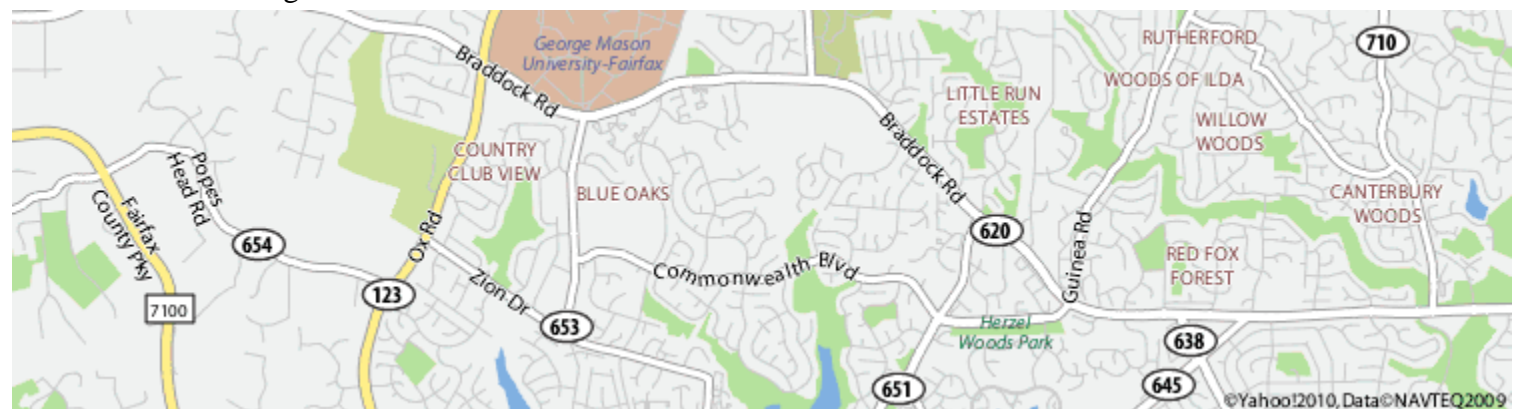 George Mason
University-Fairfax
Braddock Rd
RUTHERFORD
710
WOODS OF ILDA
LITTLE RUN
ESTATES
WILLOW
WOODS
Braddock Rd
COUNTRY
CLUB VIEW
BLUE OAKS
CANTERBURY
WOODS
Popes
Head Rd
Fairfax
County Pky
654
Ox Rd
620
Guinea Rd
RED FOX
FOREST
Zion Dr
Commonwealth Blvd
123
7100
653
Herzel
Woods Park
638
651
645
©Yahoo!2010, Data©NAVTEQ2009